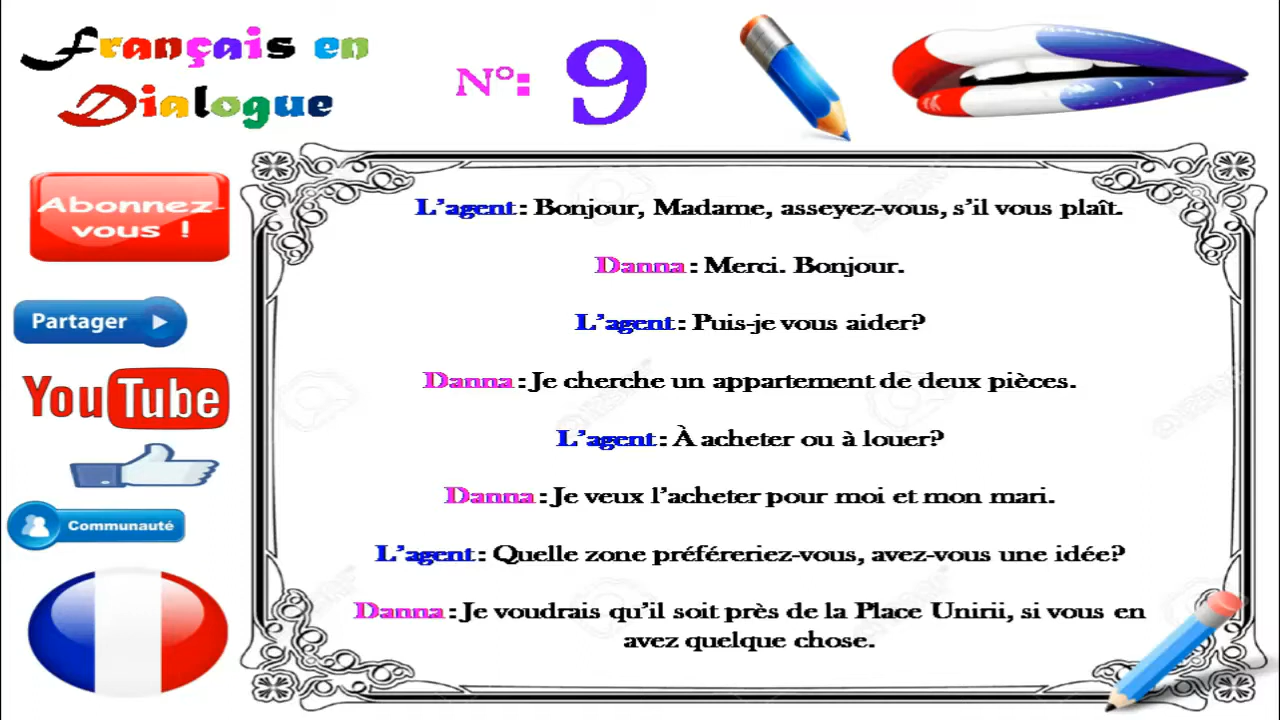 Français en
Dialogue
N°: 9
Abonnez-
vous !
Partager
YouTube
Communauté
L'agent : Bonjour, Madame, asseyez-vous, s'il vous plaît.
Danna : Merci. Bonjour.
L'agent : Puis-je vous aider?
Danna : Je cherche un appartement de deux pièces.
L'agent : À acheter ou à louer?
Danna : Je veux l'acheter pour moi et mon mari.
L'agent : Quelle zone préféreriez-vous, avez-vous une idée?
Danna : Je voudrais qu'il soit près de la Place Unirii, si vous en
avez quelque chose.